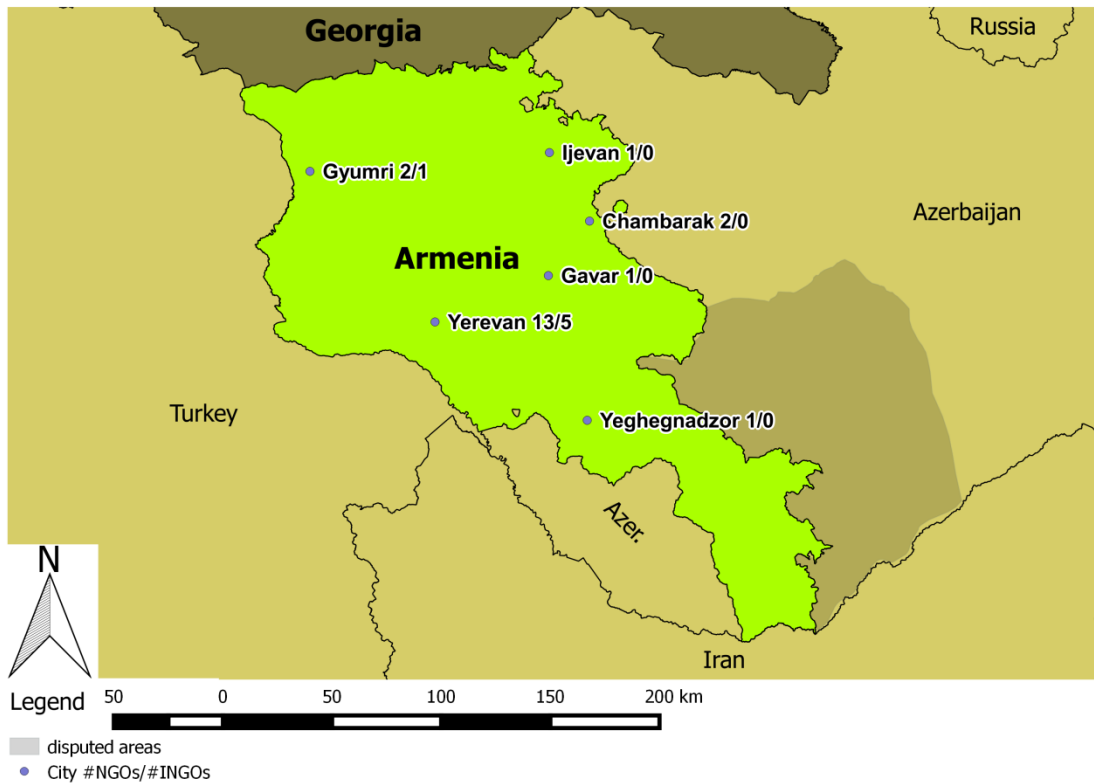 Georgia
Russia
Ijevan 1/0
Gyumri 2/1
Azerbaijan
Chambarak 2/0
Armenia
Gavar 1/0
Yerevan 13/5
Turkey
Yeghegnadzor 1/0
Azer.
N
Iran
Legend
50 0 50 100 150 200 km
disputed areas
City #NGOs/#INGOs